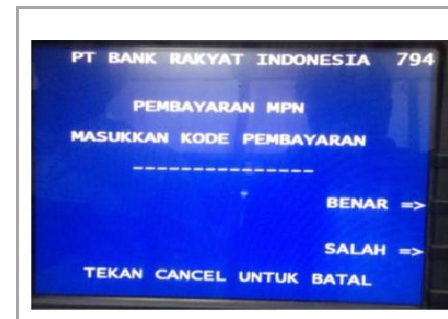 PT BANK RAKYAT INDONESIA 794
PEMBAYARAN MPN
MASUKKAN KODE PEMBAYARAN
---------------
BENAR =>
SALAH =>
TEKAN CANCEL UNTUK BATAL